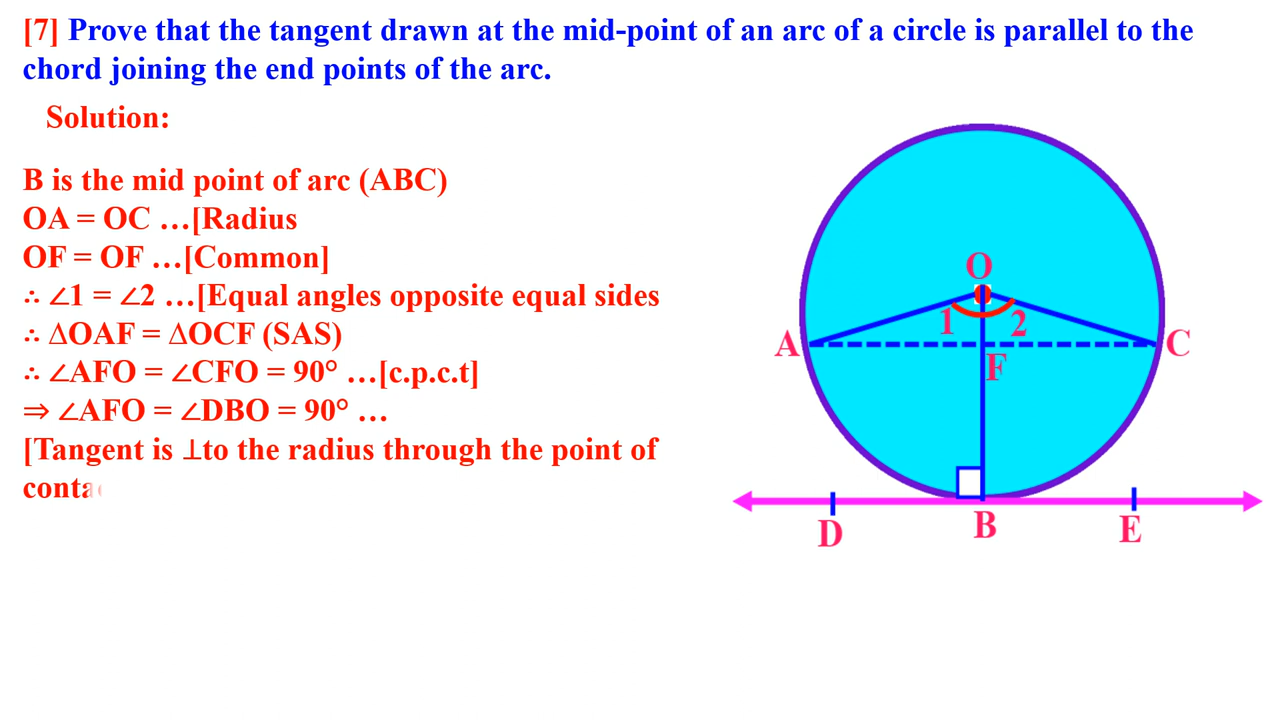 [7] Prove that the tangent drawn at the mid-point of an arc of a circle is parallel to the
chord joining the end points of the arc.
Solution:
B is the mid point of arc (ABC)
OA = OC …[Radius
OF = OF …[Common]
∴ ∠1 = ∠2 …[Equal angles opposite equal sides
∴ ∆OAF = ∆OCF (SAS)
∴ ∠AFO = ∠CFO = 90° …[c.p.c.t]
⇒ ∠AFO = ∠DBO = 90° …
[Tangent is ⊥to the radius through the point of
conta
O
1 2
A C
F
D B E